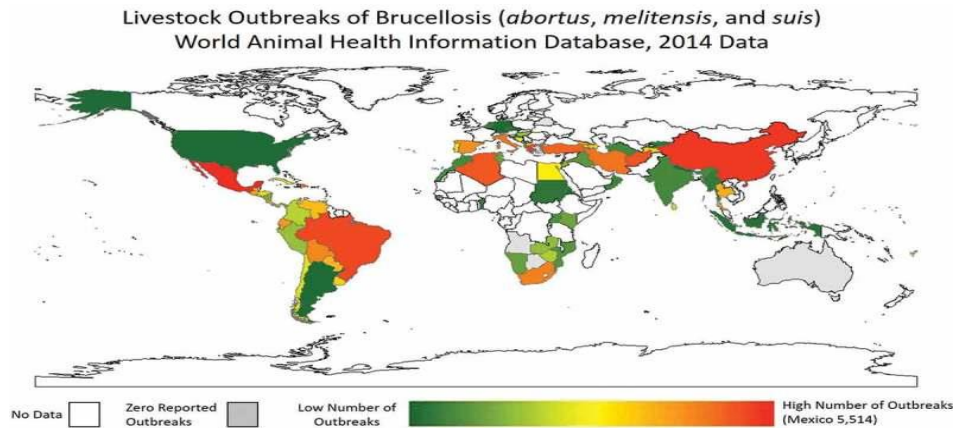 Livestock Outbreaks of Brucellosis (abortus, melitensis, and suis)
World Animal Health Information Database, 2014 Data
No Data
Zero Reported
Outbreaks
Low Number of
Outbreaks
High Number of Outbreaks
(Mexico 5,514)